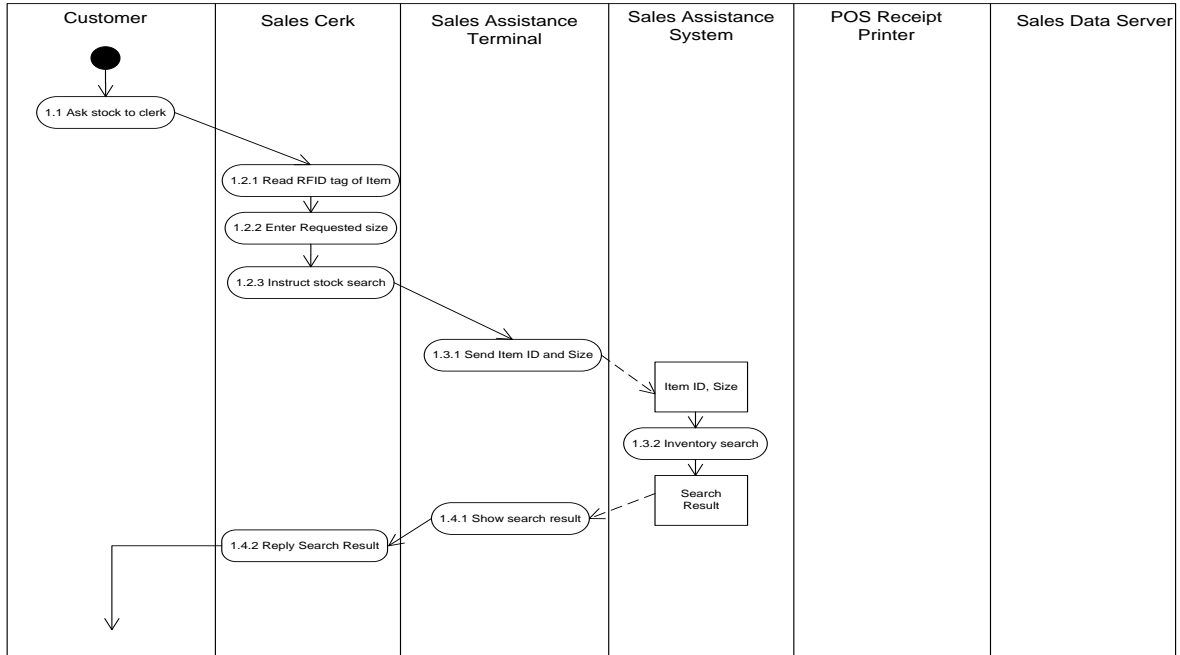 Customer
Sales Cerk
Sales Assistance
Terminal
Sales Assistance
System
POS Receipt
Printer
Sales Data Server
1.1 Ask stock to clerk
1.2.1 Read RFID tag of Item
1.2.2 Enter Requested size
1.2.3 Instruct stock search
1.3.1 Send Item ID and Size
Item ID, Size
1.3.2 Inventory search
Search
Result
1.4.1 Show search result
1.4.2 Reply Search Result